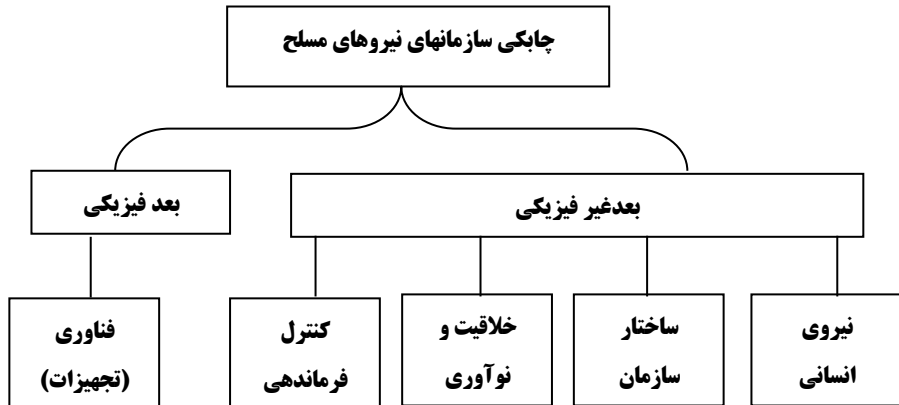 چابکی سازمانهای نیروهای مسلح
بعدغیر فیزیکی
بعد فیزیکی
نیروی
انسانی
ساختار
سازمان
خلاقیت و
نوآوری
کنترل
فرماندهی
فناوری
(تجهیزات)